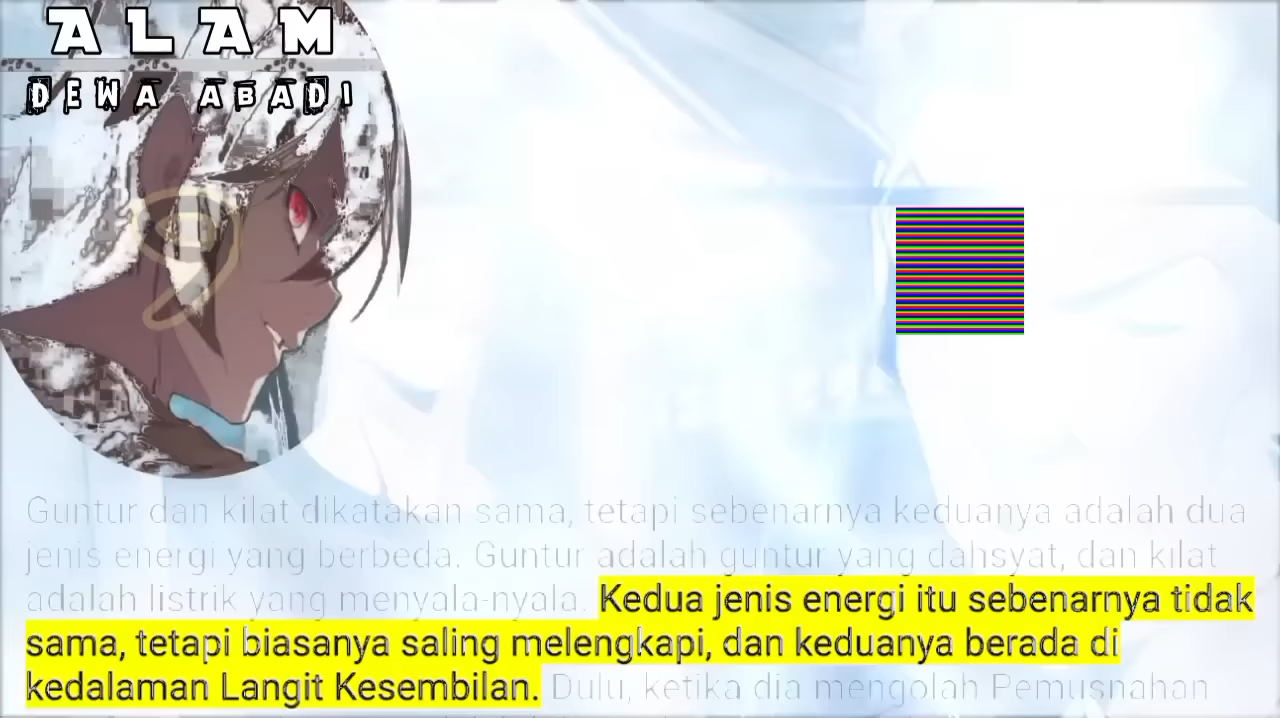 ALAM
DEWA ABADI
Guntur dan kilat dikatakan sama, tetapi sebenarnya keduanya adalah dua
jenis energi yang berbeda. Guntur adalah guntur yang dahsyat, dan kilat
adalah listrik yang menyala-nyala. Kedua jenis energi itu sebenarnya tidak
sama, tetapi biasanya saling melengkapi, dan keduanya berada di
kedalaman Langit Kesembilan. Dulu, ketika dia mengolah Pemusnahan